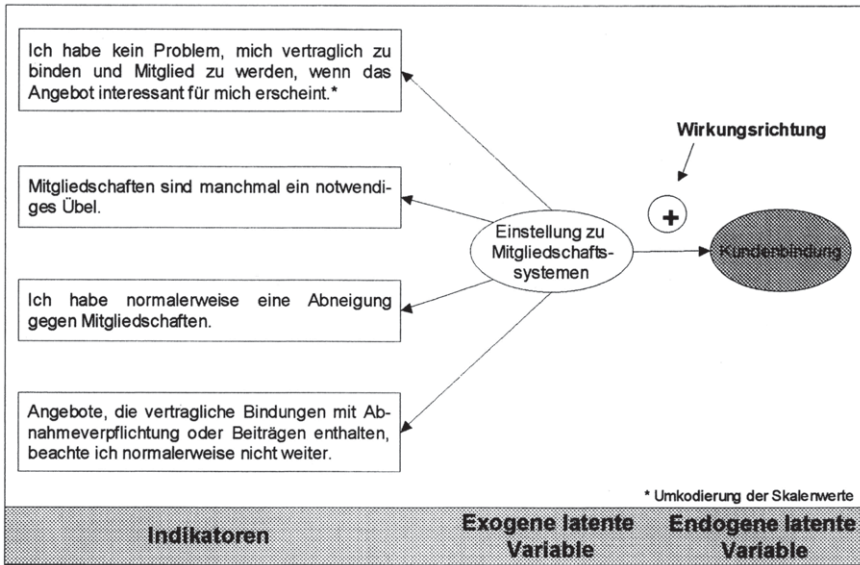 Ich habe kein Problem, mich vertraglich zu
binden und Mitglied zu werden, wenn das
Angebot interessant für mich erscheint.*
Wirkungsrichtung
Mitgliedschaften sind manchmal ein notwendi-
ges Übel.
+
Einstellung zu
Mitgliedschafts-
systemen
Kundenbindung
Ich habe normalerweise eine Abneigung
gegen Mitgliedschaften.
Angebote, die vertragliche Bindungen mit Ab-
nahmeverpflichtung oder Beiträgen enthalten,
beachte ich normalerweise nicht weiter.
* Umkodierung der Skalenwerte
Indikatoren
Exogene latente
Variable
Endogene latente
Variable